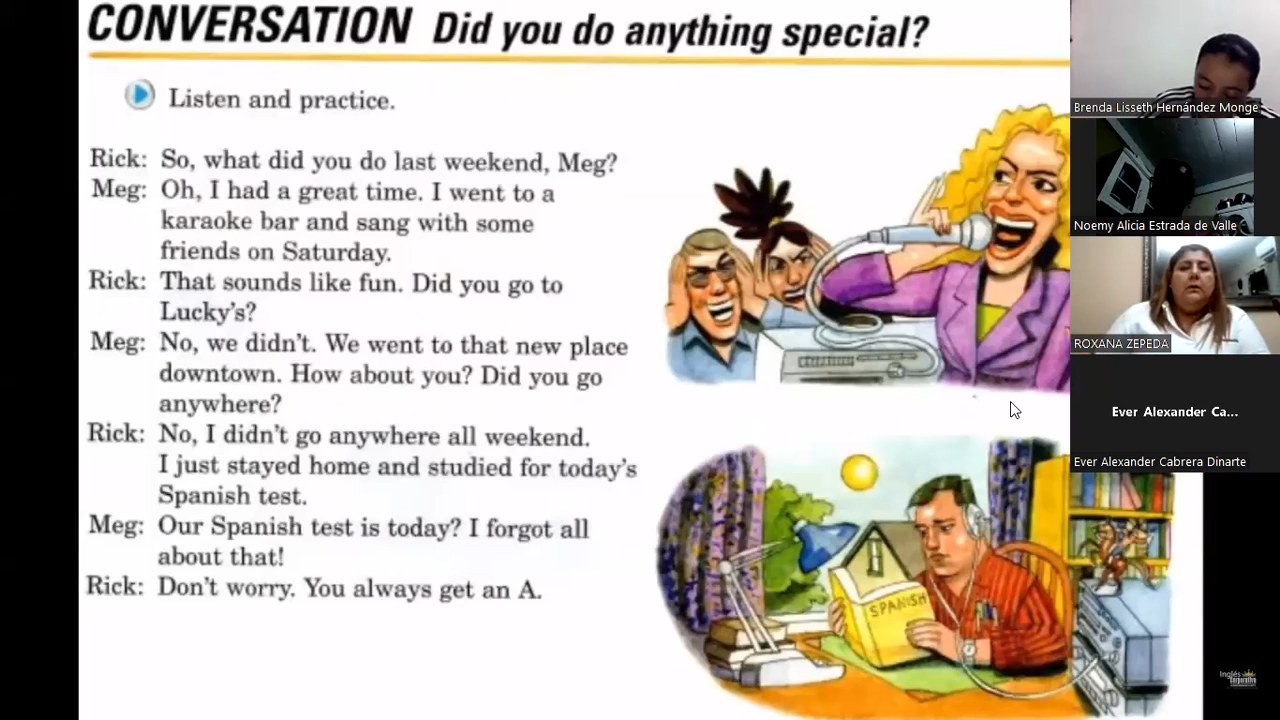 CONVERSATION Did you do anything special?
Listen and practice.
Rick: So, what did you do last weekend, Meg?
Meg: Oh, I had a great time. I went to a
karaoke bar and sang with some
friends on Saturday.
Rick: That sounds like fun. Did you go to
Lucky's?
Meg: No, we didn't. We went to that new place
downtown. How about you? Did you go
anywhere?
Rick: No, I didn't go anywhere all weekend.
I just stayed home and studied for today's
Spanish test.
Meg: Our Spanish test is today? I forgot all
about that!
Rick: Don't worry. You always get an A.
SPANISH
Brenda Lisseth Hernández Monge
Noemy Alicia Estrada de Valle
ROXANA ZEPEDA
Ever Alexander Ca...
Ever Alexander Cabrera Dinarte
Inglés